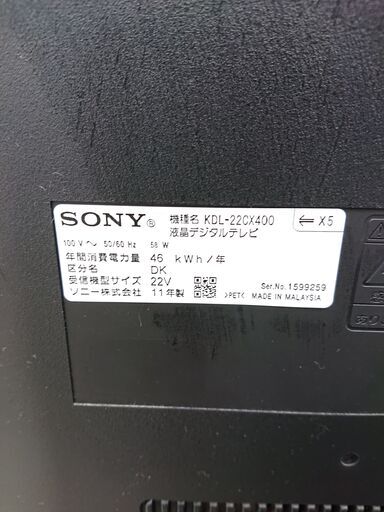 SONY® 機種名 KDL-22CX400 ⇐ X5
液晶デジタルテレビ
100 V ～ 50/60 Hz 58 W
年間消費電力量 46 kWh/年
区分名 DK
受信機型サイズ 22V Ser.No.1599259
ソニー株式会社 11年製 >PET< MADE IN MALAYSIA